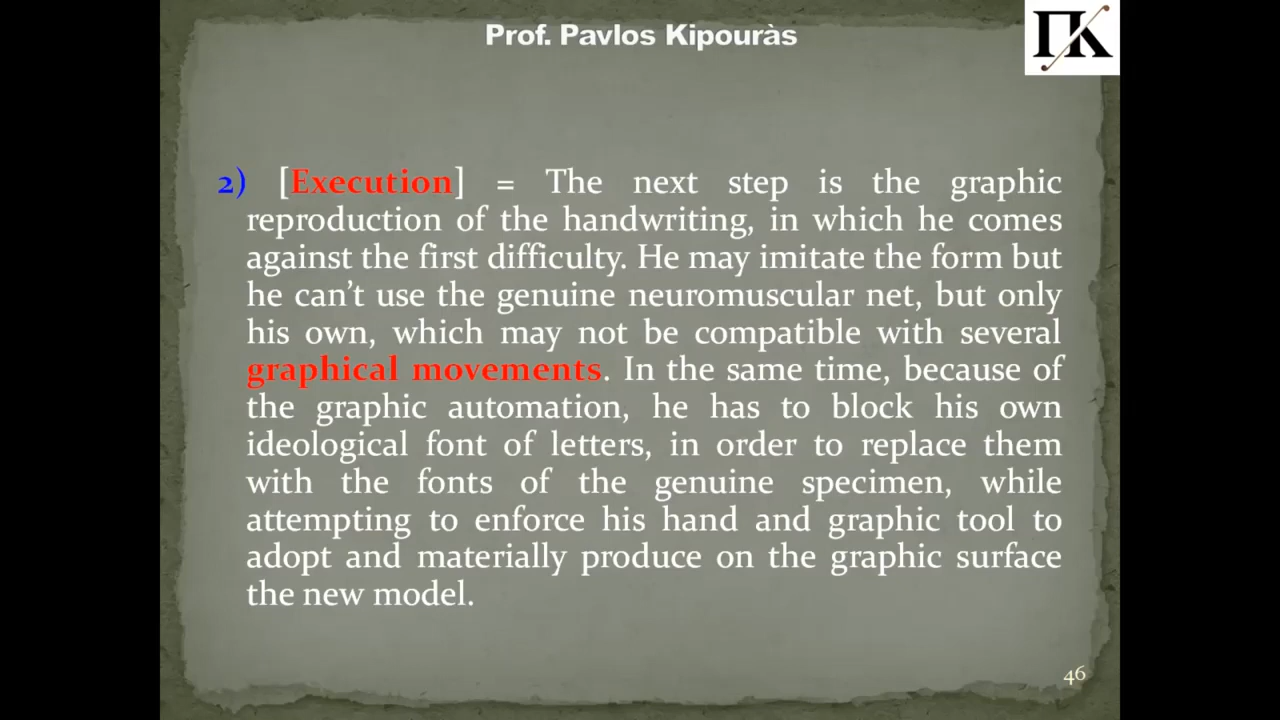 Prof. Pavlos Kipouràs
ΠΚ
2) [Execution] = The next step is the graphic
reproduction of the handwriting, in which he comes
against the first difficulty. He may imitate the form but
he can’t use the genuine neuromuscular net, but only
his own, which may not be compatible with several
graphical movements. In the same time, because of
the graphic automation, he has to block his own
ideological font of letters, in order to replace them
with the fonts of the genuine specimen, while
attempting to enforce his hand and graphic tool to
adopt and materially produce on the graphic surface
the new model.
46